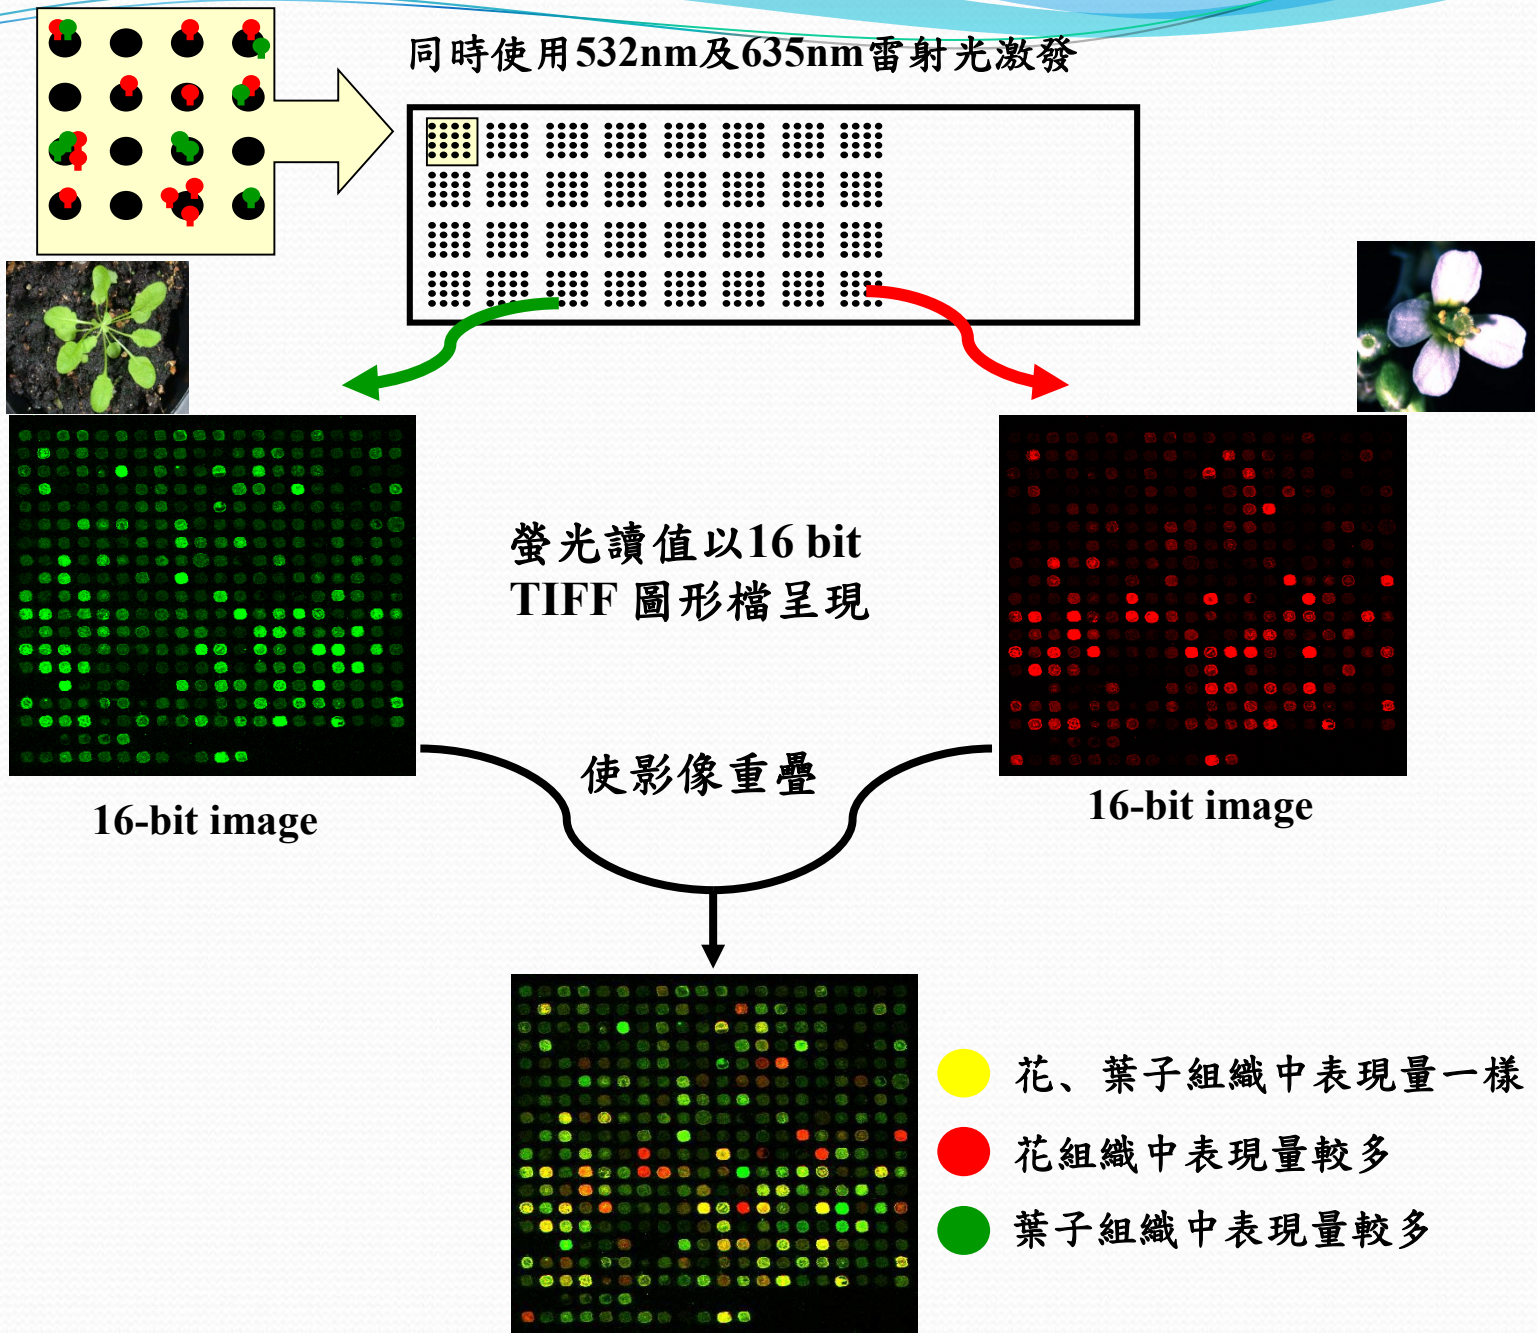 同時使用532nm及635nm雷射光激發
螢光讀值以16 bit
TIFF 圖形檔呈現
使影像重疊
16-bit image
16-bit image
花、葉子組織中表現量一樣
花組織中表現量較多
葉子組織中表現量較多